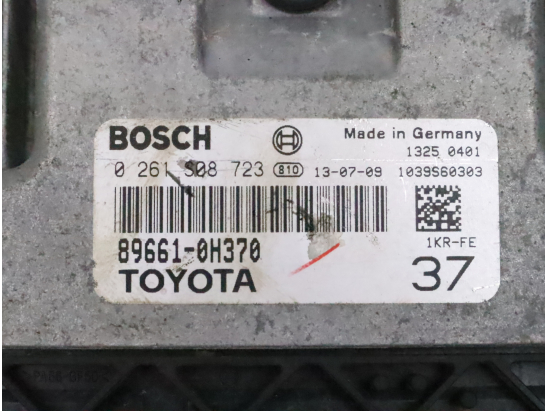 BOSCH Made in Germany
1325 0401
0 261 S08 723 810 13-07-09 1039S60303
89661-0H370 1KR-FE
TOYOTA 37